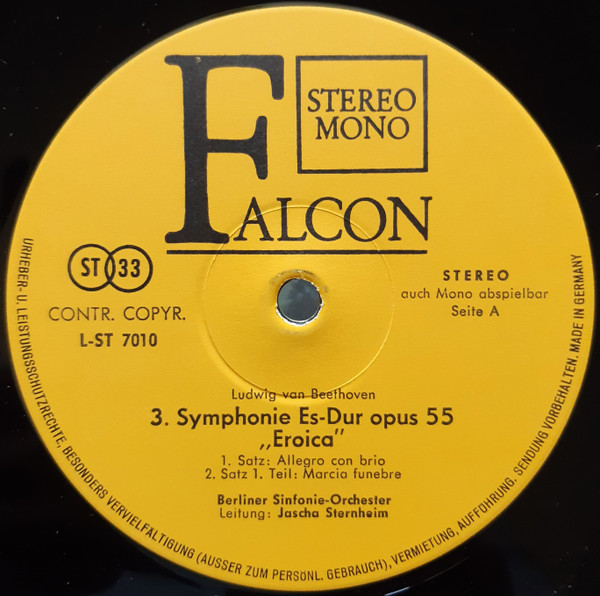 FALCON
STEREO
MONO
ST 33
CONTR. COPYR.
L-ST 7010
STEREO
auch Mono abspielbar
Seite A
Ludwig van Beethoven
3. Symphonie Es-Dur opus 55
„Eroica"
1. Satz: Allegro con brio
2. Satz 1. Teil: Marcia funebre
Berliner Sinfonie-Orchester
Leitung: Jascha Sternheim
URHEBER- U. LEISTUNGSSCHUTZRECHTE, BESONDERS VERVIELFÄLTIGUNG (AUSSER ZUM PERSÖNL. GEBRAUCH), VERMIETUNG, AUFFÜHRUNG, SENDUNG VORBEHALTEN. MADE IN GERMANY